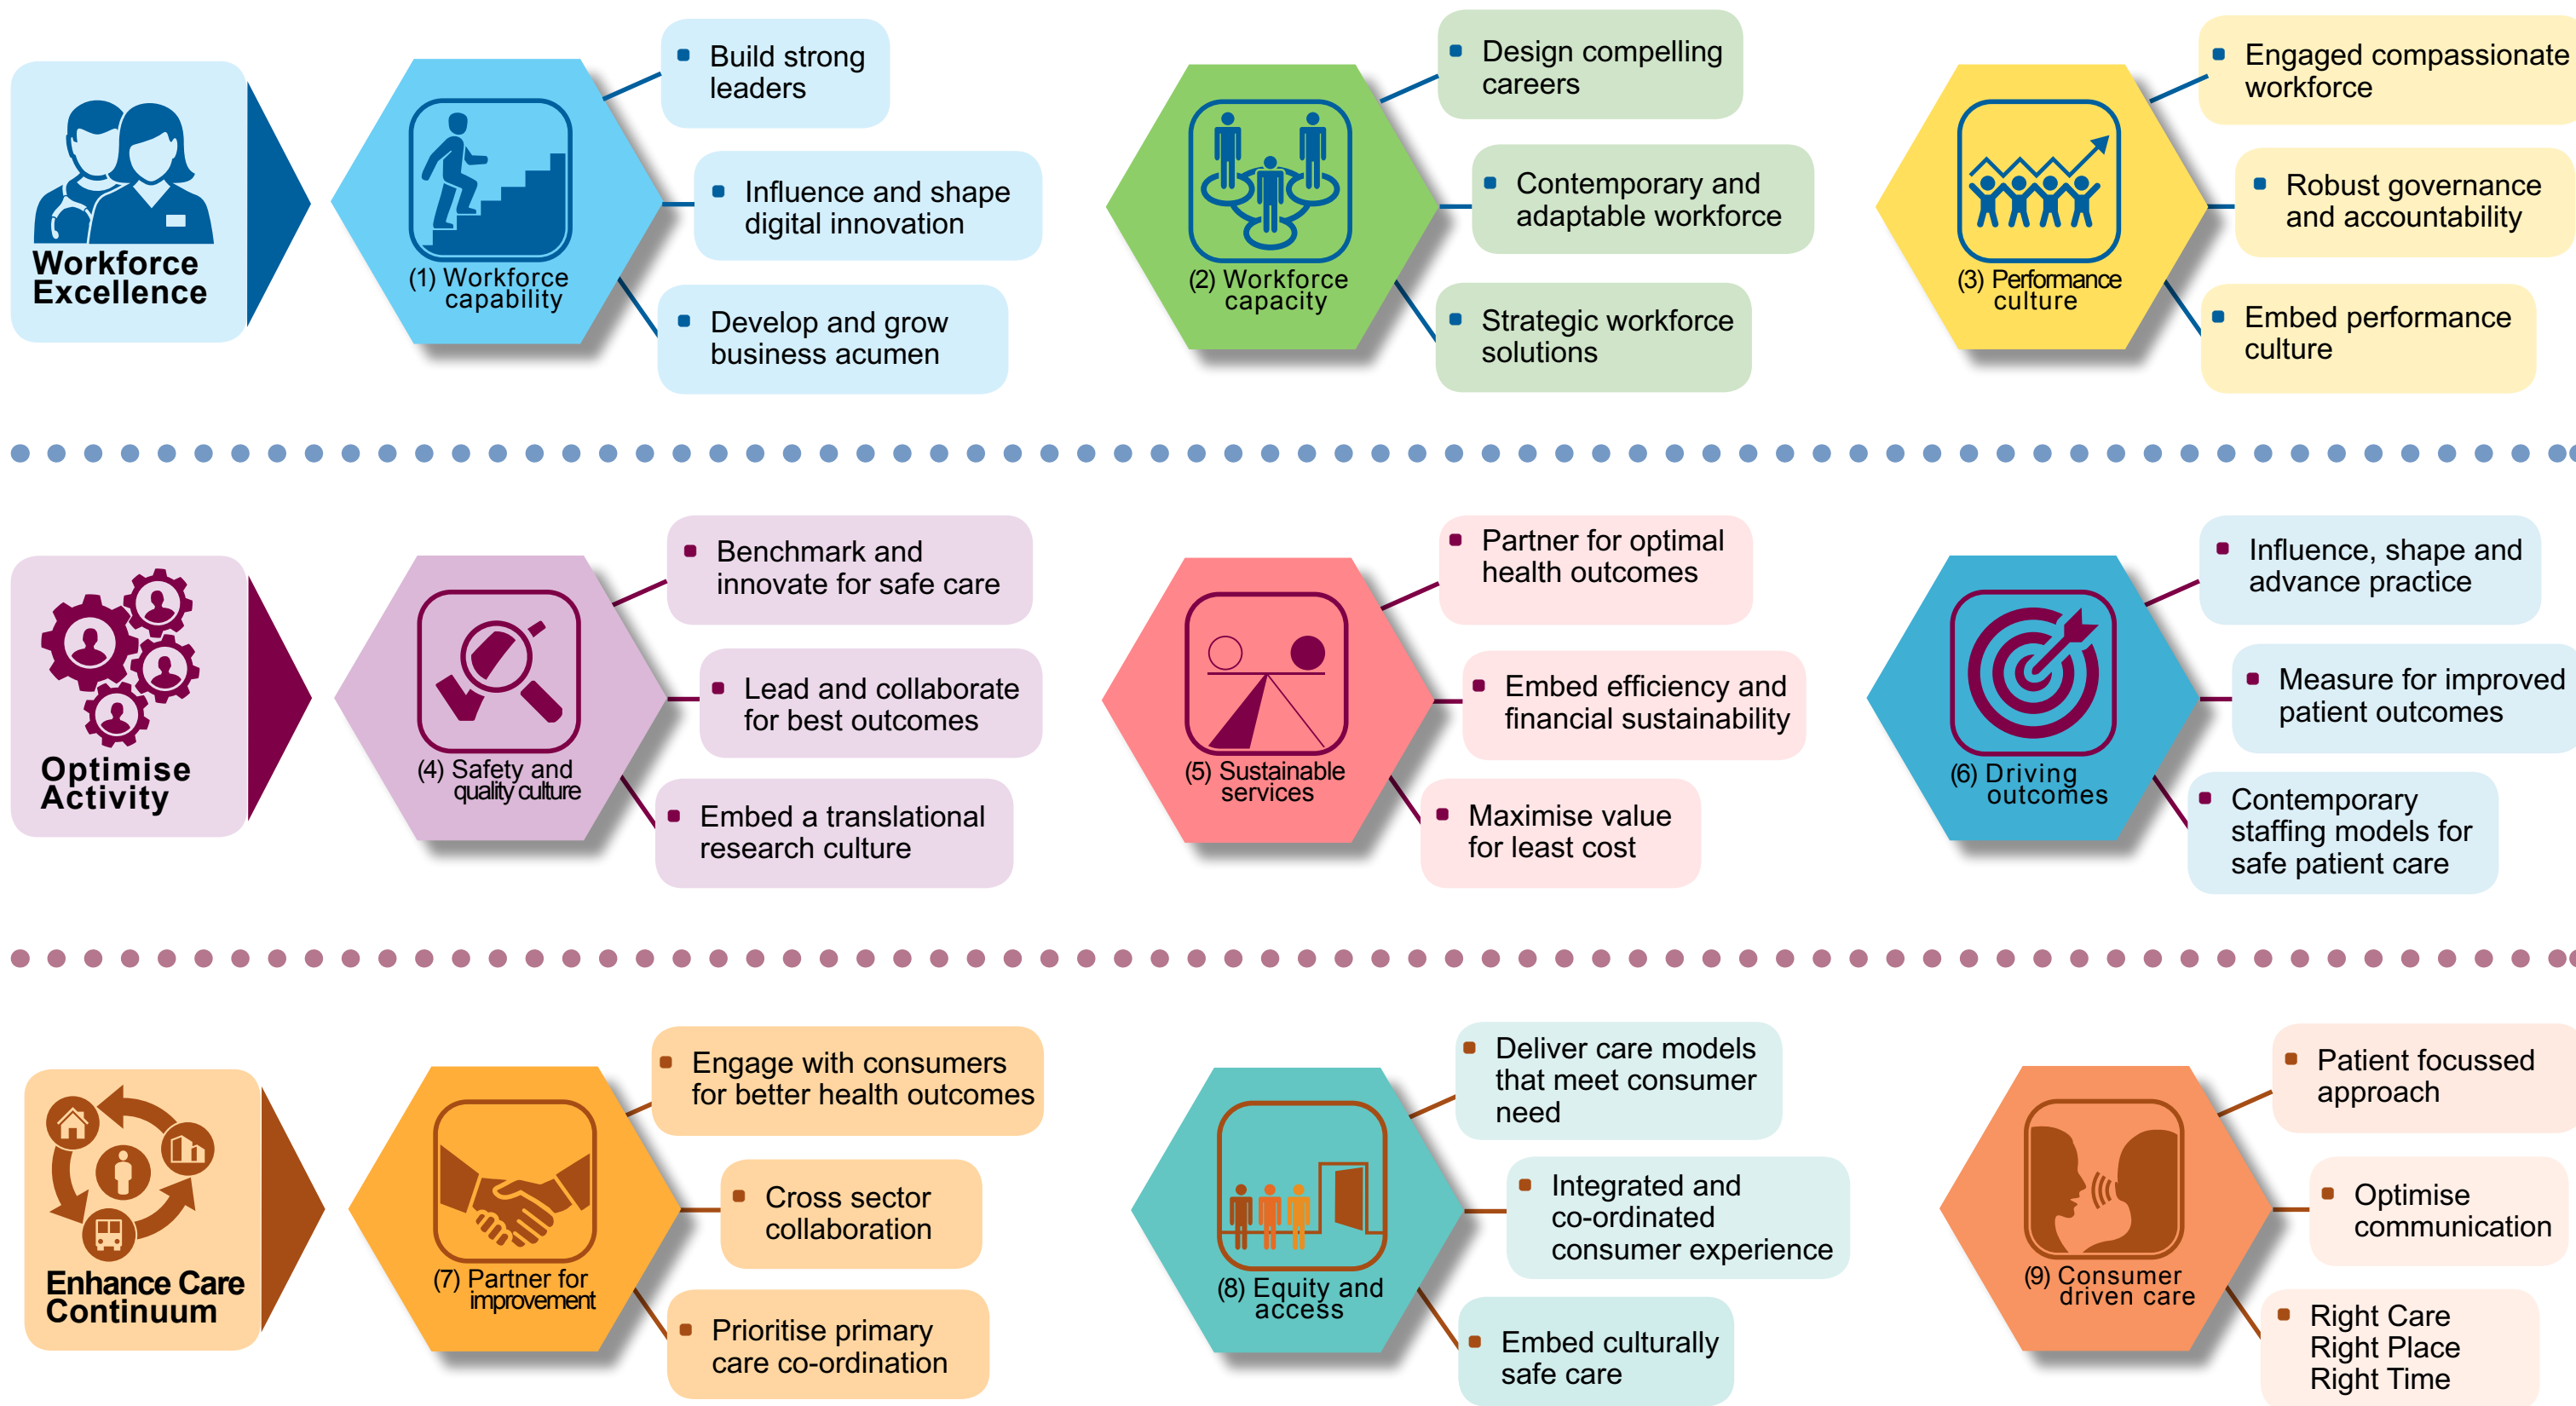 Workforce
Excellence
(1) Workforce
capability
Build strong
leaders
Influence and shape
digital innovation
Develop and grow
business acumen
(2) Workforce
capacity
Design compelling
careers
Contemporary and
adaptable workforce
Strategic workforce
solutions
(3) Performance
culture
Engaged compassionate
workforce
Robust governance
and accountability
Embed performance
culture
Optimise
Activity
(4) Safety and
quality culture
Benchmark and
innovate for safe care
Lead and collaborate
for best outcomes
Embed a translational
research culture
(5) Sustainable
services
Partner for optimal
health outcomes
Embed efficiency and
financial sustainability
Maximise value
for least cost
(6) Driving
outcomes
Influence, shape and
advance practice
Measure for improved
patient outcomes
Contemporary
staffing models for
safe patient care
Enhance Care
Continuum
(7) Partner for
improvement
Engage with consumers
for better health outcomes
Cross sector
collaboration
Prioritise primary
care co-ordination
(8) Equity and
access
Deliver care models
that meet consumer
need
Integrated and
co-ordinated
consumer experience
Embed culturally
safe care
(9) Consumer
driven care
Patient focussed
approach
Optimise
communication
Right Care
Right Place
Right Time